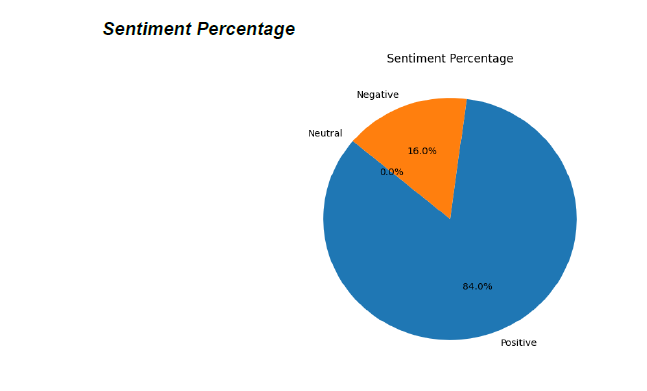 Sentiment Percentage
Sentiment Percentage
Negative
Neutral
16.0%
0.0%
84.0%
Positive